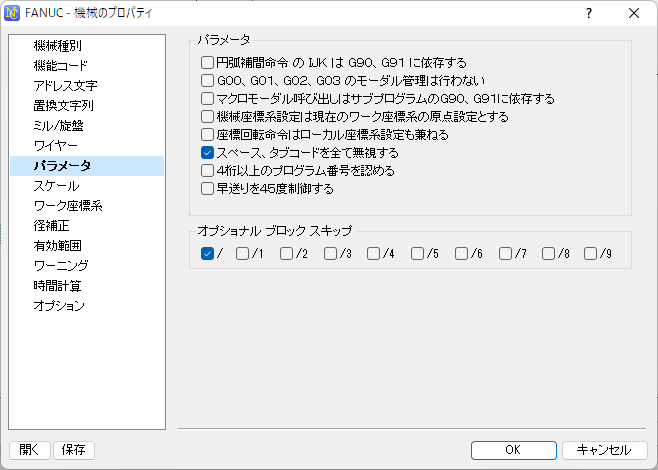 FANUC - 機械のプロパティ
?
機械種別
機能コード
アドレス文字
置換文字列
ミル/旋盤
ワイヤー
パラメータ
スケール
ワーク座標系
径補正
有効範囲
ワーニング
時間計算
オプション
パラメータ
円弧補間命令 の IJK は G90、G91 に依存する
G00、G01、G02、G03 のモーダル管理は行わない
マクロモーダル呼び出しはサブプログラムのG90、G91に依存する
機械座標系設定は現在のワーク座標系の原点設定とする
座標回転命令はローカル座標系設定も兼ねる
スペース、タブコードを全て無視する
4桁以上のプログラム番号を認める
早送りを45度制御する
オプショナル ブロック スキップ
/ /1 /2 /3 /4 /5 /6 /7 /8 /9
開く 保存 OK キャンセル